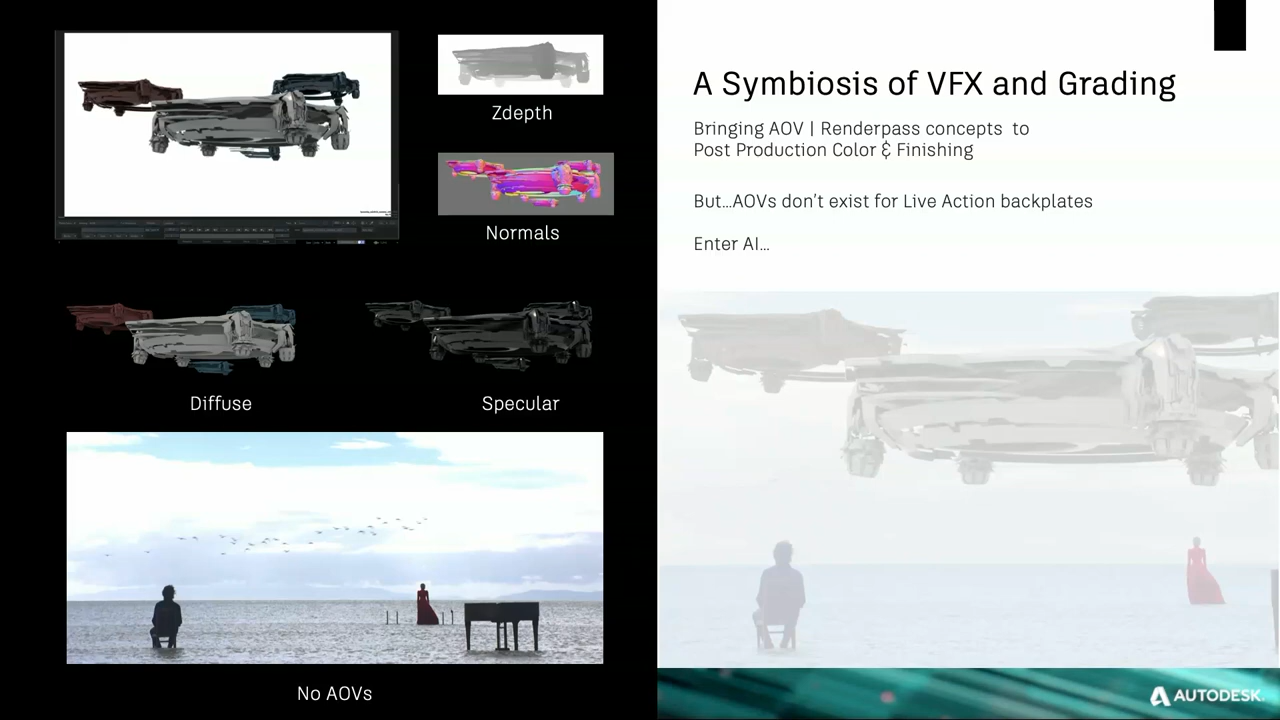 Zdepth
Normals
Diffuse
Specular
No AOVs
A Symbiosis of VFX and Grading
Bringing AOV | Renderpass concepts to
Post Production Color & Finishing
But...AOVs don't exist for Live Action backplates
Enter AI...
AUTODESK.